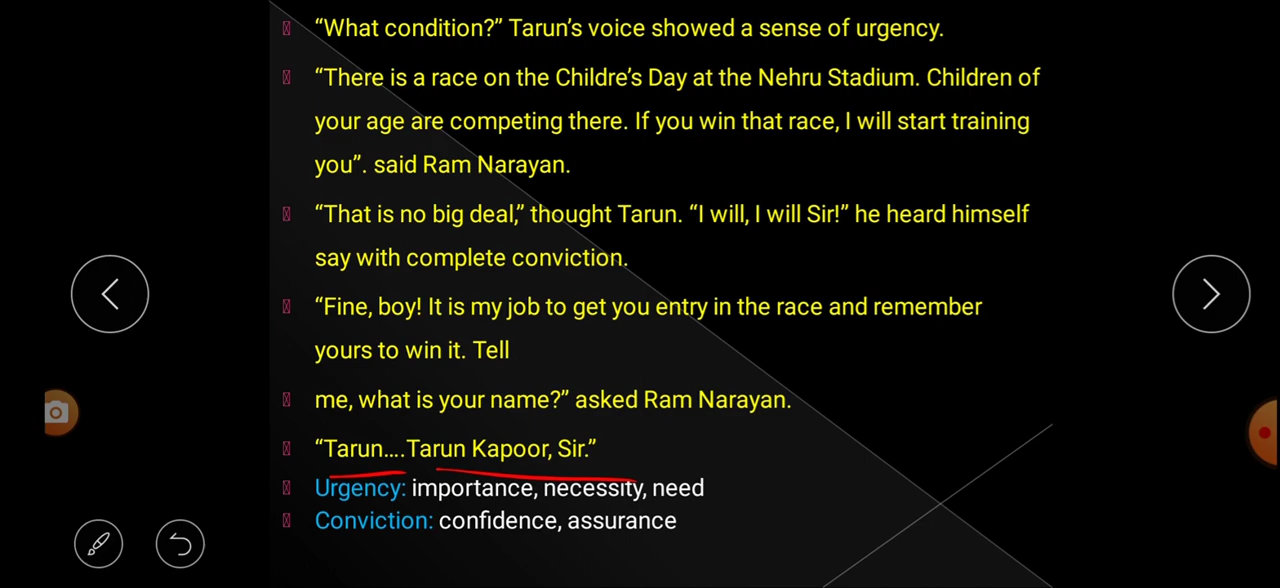 “What condition?” Tarun’s voice showed a sense of urgency.
“There is a race on the Childre’s Day at the Nehru Stadium. Children of
your age are competing there. If you win that race, I will start training
you”. said Ram Narayan.
“That is no big deal,” thought Tarun. “I will, I will Sir!” he heard himself
say with complete conviction.
“Fine, boy! It is my job to get you entry in the race and remember
yours to win it. Tell
me, what is your name?” asked Ram Narayan.
“Tarun....Tarun Kapoor, Sir.”
Urgency: importance, necessity, need
Conviction: confidence, assurance